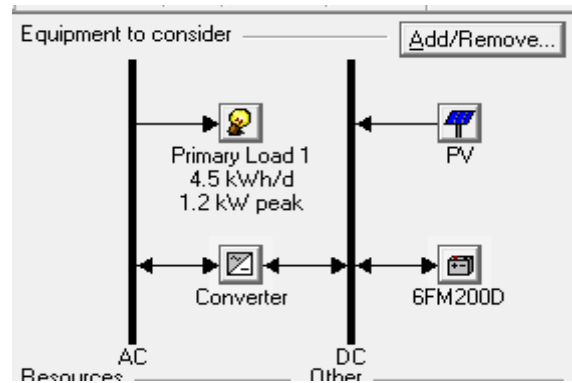 Equipment to consider
Add/Remove...
Primary Load 1
4.5 kWh/d
1.2 kW peak
PV
Converter
6FM200D
AC
DC
Resources
Other